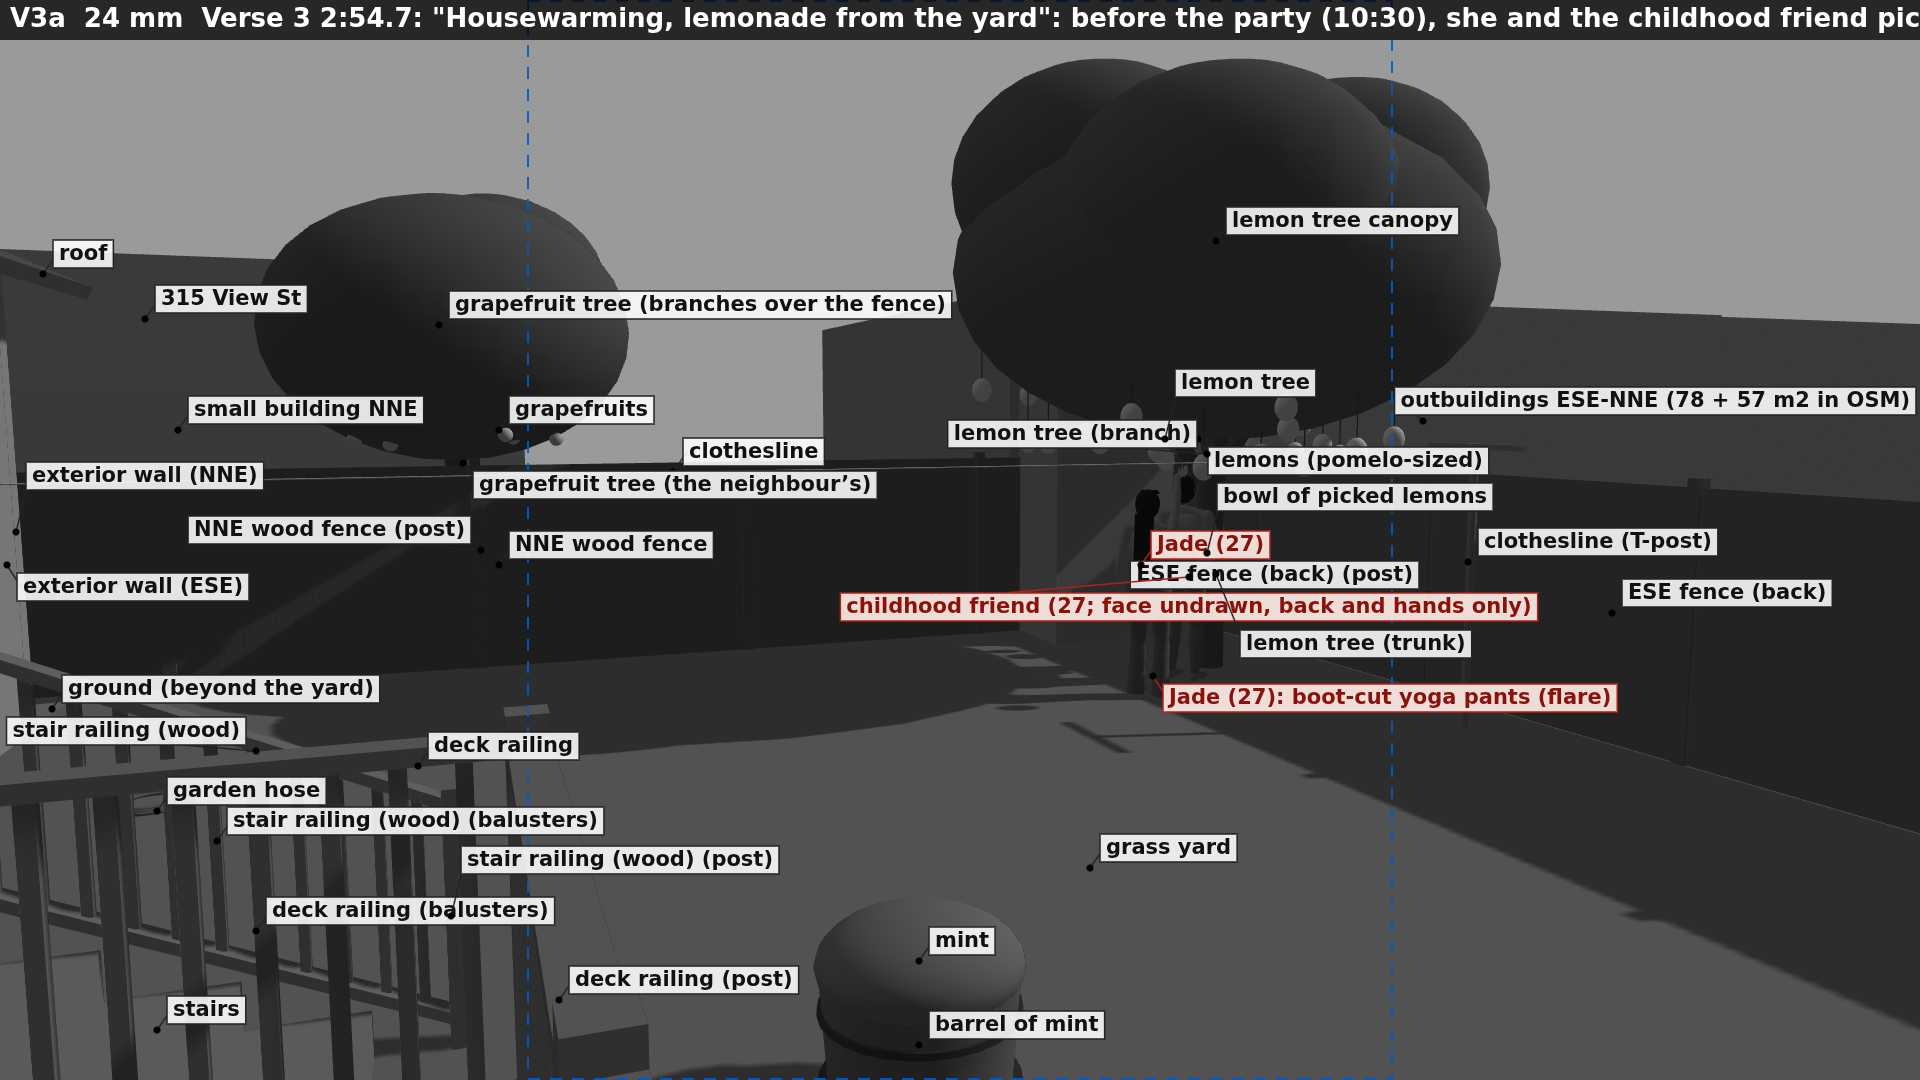 V3a 24 mm Verse 3 2:54.7: "Housewarming, lemonade from the yard": before the party (10:30), she and the childhood friend pic
lemon tree canopy
roof
315 View St
grapefruit tree (branches over the fence)
lemon tree
outbuildings ESE-NNE (78 + 57 m2 in OSM)
small building NNE
grapefruits
lemon tree (branch)
clothesline
lemons (pomelo-sized)
exterior wall (NNE)
grapefruit tree (the neighbour’s)
bowl of picked lemons
NNE wood fence (post)
NNE wood fence
Jade (27)
clothesline (T-post)
ESE fence (back) (post)
exterior wall (ESE)
ESE fence (back)
childhood friend (27; face undrawn, back and hands only)
lemon tree (trunk)
ground (beyond the yard)
Jade (27): boot-cut yoga pants (flare)
stair railing (wood)
deck railing
garden hose
stair railing (wood) (balusters)
grass yard
stair railing (wood) (post)
deck railing (balusters)
mint
deck railing (post)
stairs
barrel of mint